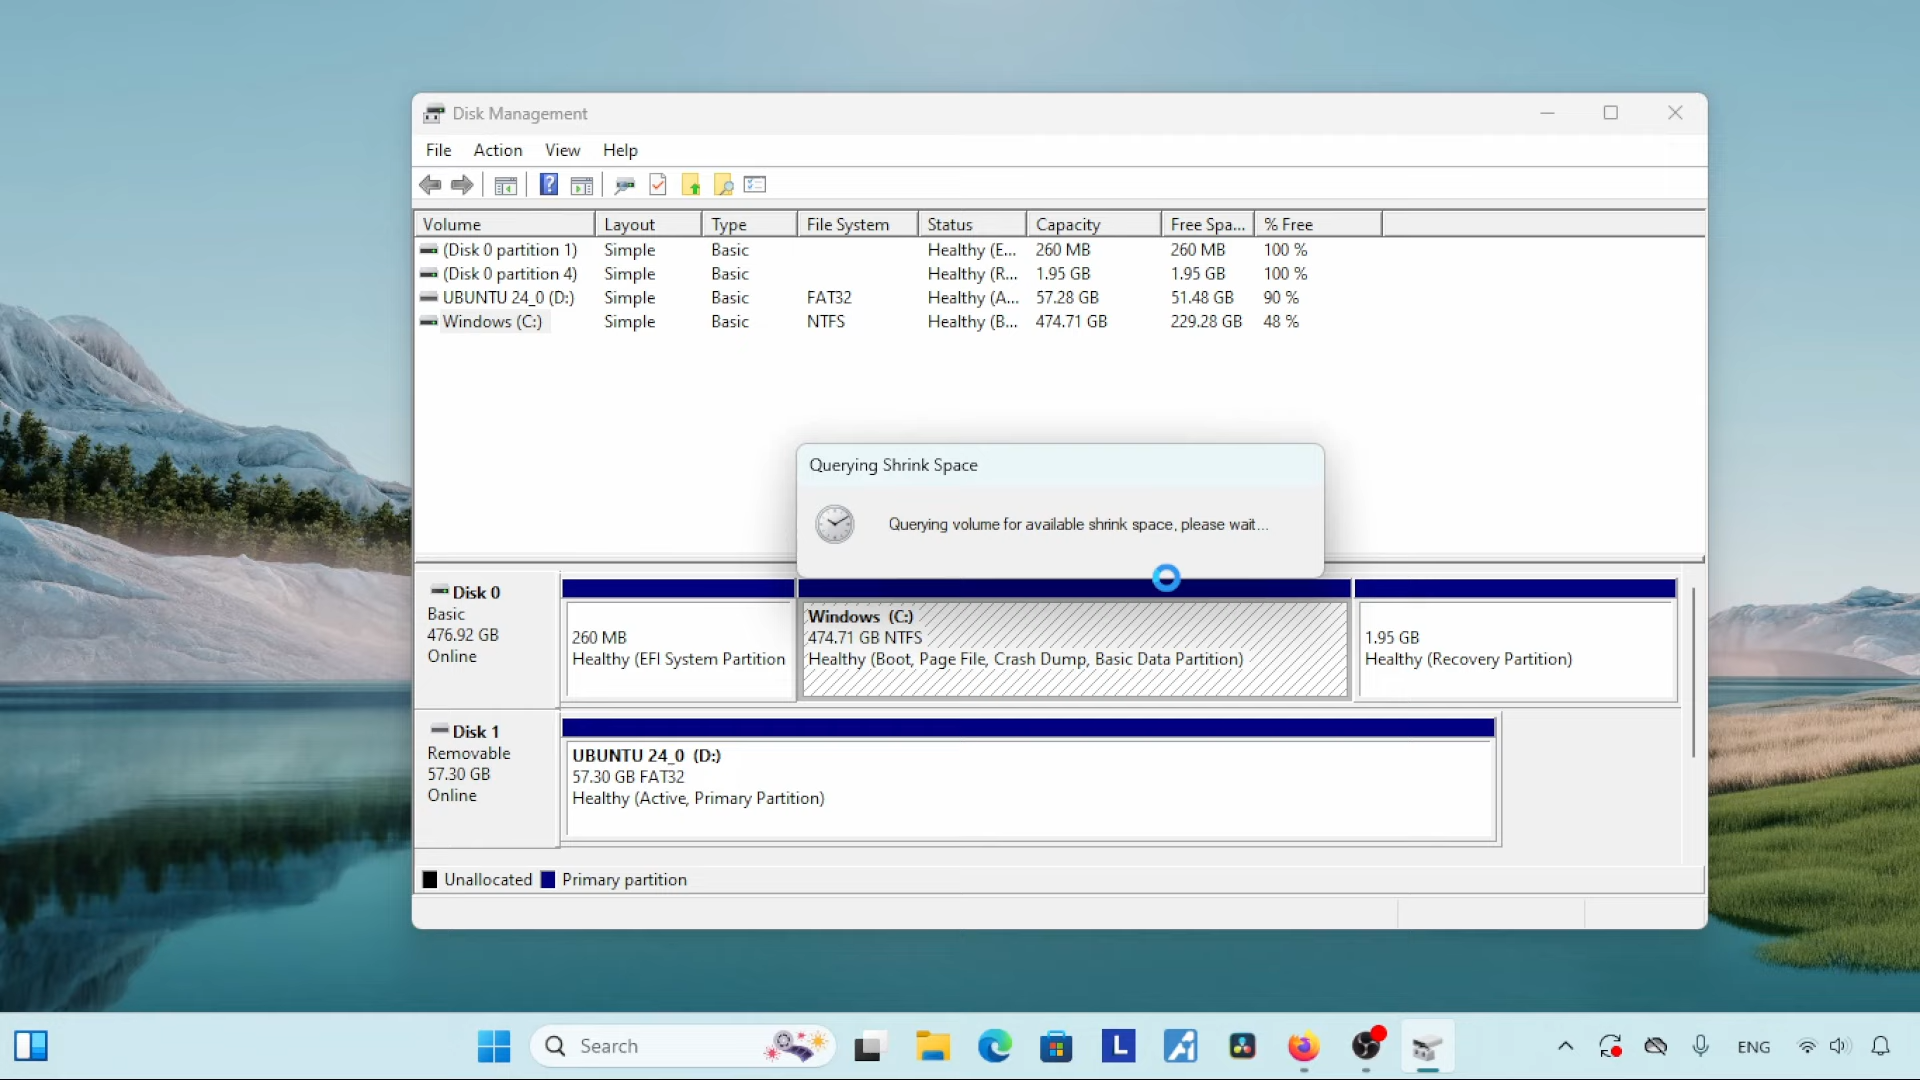 Disk Management
File Action View Help
Volume Layout Type File System Status Capacity Free Spa... % Free
(Disk 0 partition 1) Simple Basic Healthy (E... 260 MB 260 MB 100 %
(Disk 0 partition 4) Simple Basic Healthy (R... 1.95 GB 1.95 GB 100 %
UBUNTU 24_0 (D:) Simple Basic FAT32 Healthy (A... 57.28 GB 51.48 GB 90 %
Windows (C:) Simple Basic NTFS Healthy (B... 474.71 GB 229.28 GB 48 %
Querying Shrink Space
Querying volume for available shrink space, please wait...
Disk 0
Basic
476.92 GB
Online
260 MB
Healthy (EFI System Partition
Windows (C:)
474.71 GB NTFS
Healthy (Boot, Page File, Crash Dump, Basic Data Partition)
1.95 GB
Healthy (Recovery Partition)
Disk 1
Removable
57.30 GB
Online
UBUNTU 24_0 (D:)
57.30 GB FAT32
Healthy (Active, Primary Partition)
Unallocated Primary partition
Search
L
ENG